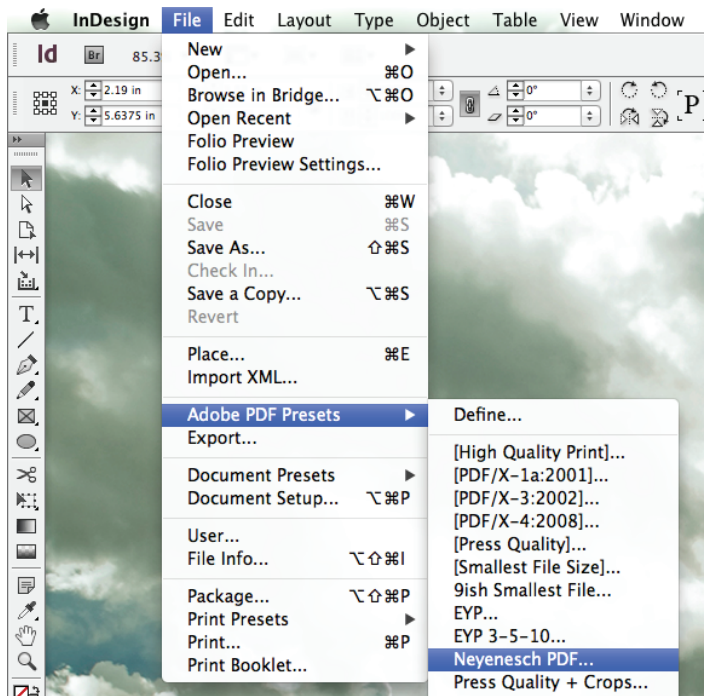 InDesign File Edit Layout Type Object Table View Window
Id Br 85.3
X: 2.19 in 0°
Y: 5.6375 in 0°
P
New
Open... ⌘O
Browse in Bridge... ⌥⌘O
Open Recent
Folio Preview
Folio Preview Settings...
Close ⌘W
Save ⌘S
Save As... ⇧⌘S
Check In...
Save a Copy... ⌥⌘S
Revert
Place... ⌘E
Import XML...
Adobe PDF Presets
Export...
Document Presets
Document Setup... ⌥⌘P
User...
File Info... ⌥⇧⌘I
Package... ⌥⇧⌘P
Print Presets
Print... ⌘P
Print Booklet...
Define...
[High Quality Print]...
[PDF/X-1a:2001]...
[PDF/X-3:2002]...
[PDF/X-4:2008]...
[Press Quality]...
[Smallest File Size]...
9ish Smallest File...
EYP...
EYP 3-5-10...
Neyenesch PDF...
Press Quality + Crops...
T